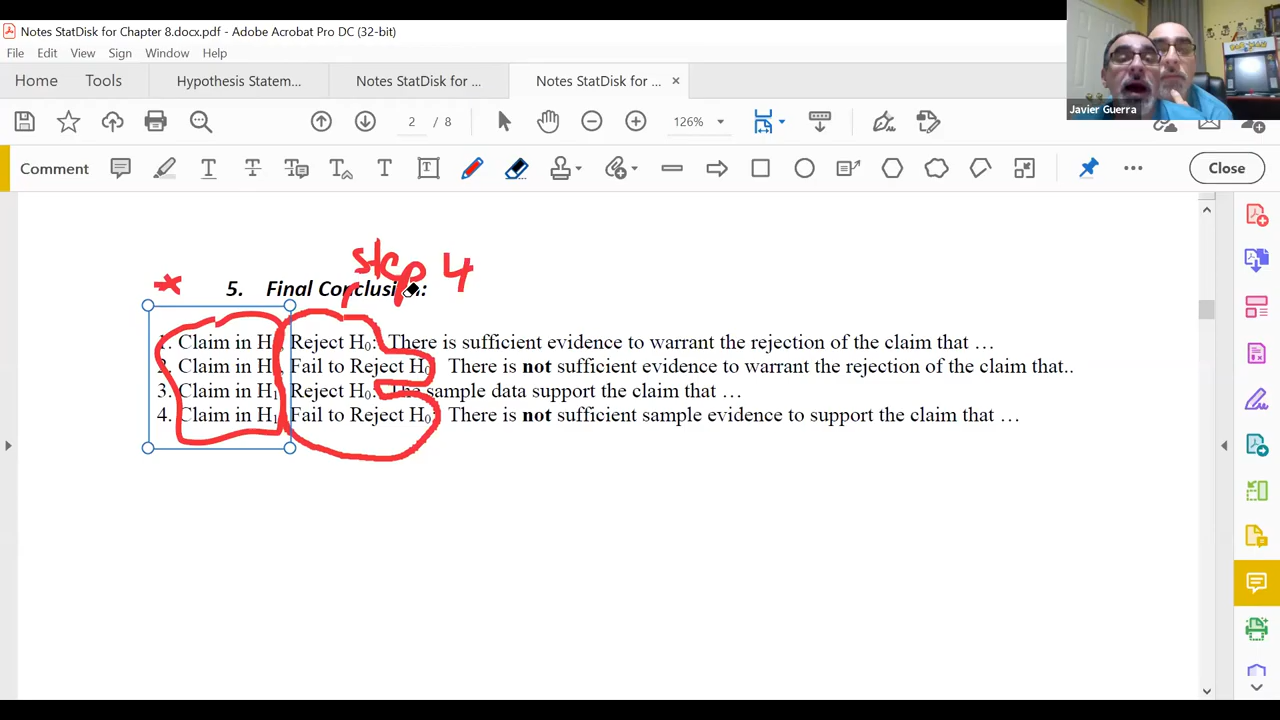 Notes StatDisk for Chapter 8.docx.pdf - Adobe Acrobat Pro DC (32-bit)
File Edit View Sign Window Help
Home Tools Hypothesis Statem... Notes StatDisk for ... Notes StatDisk for ... ×
Javier Guerra
2 / 8 126%
Comment Close
step 4
* 5. Final Conclusion:
1. Claim in H Reject H0: There is sufficient evidence to warrant the rejection of the claim that …
2. Claim in H Fail to Reject H0 There is not sufficient evidence to warrant the rejection of the claim that..
3. Claim in H1 Reject H0: The sample data support the claim that …
4. Claim in H1 Fail to Reject H0: There is not sufficient sample evidence to support the claim that …